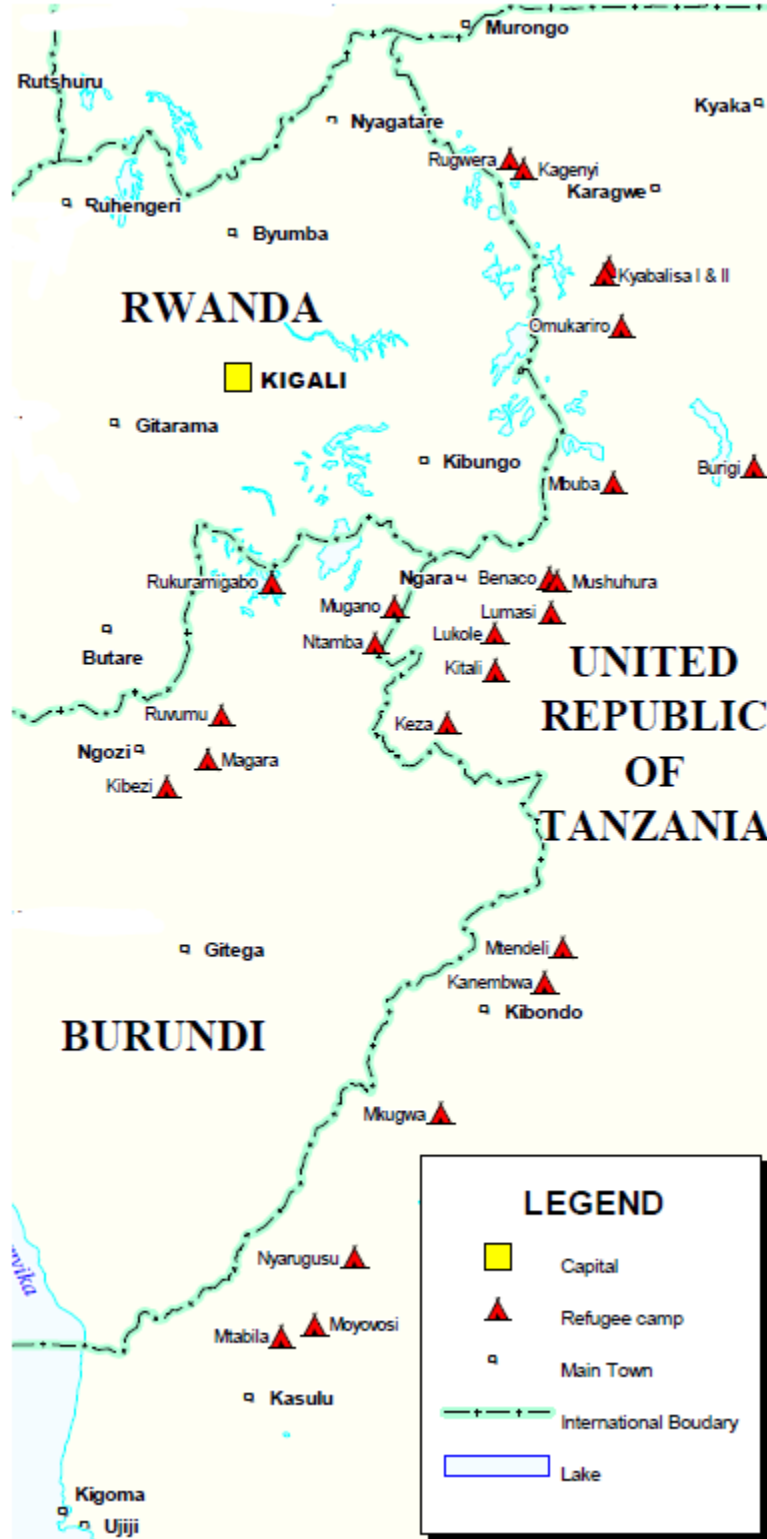 Murongo
Rutshuru
Kyaka
Nyagatare
Rugwera
Kagenyi
Karagwe
Ruhengeri
Byumba
Kyabalisa I & II
RWANDA
Omukariro
KIGALI
Gitarama
Kibungo
Burigi
Mbuba
Rukuramigabo
Ngara
Benaco
Mushuhura
Mugano
Lumasi
Butare
Ntamba
Lukole
Kitali
UNITED
REPUBLIC
OF
TANZANIA
Ruvumu
Keza
Ngozi
Magara
Kibezi
Gitega
Mtendeli
Kanembwa
Kibondo
BURUNDI
Mkugwa
Nyarugusu
Moyovosi
Mtabila
Kasulu
Kigoma
Ujiji
LEGEND
Capital
Refugee camp
Main Town
International Boudary
Lake